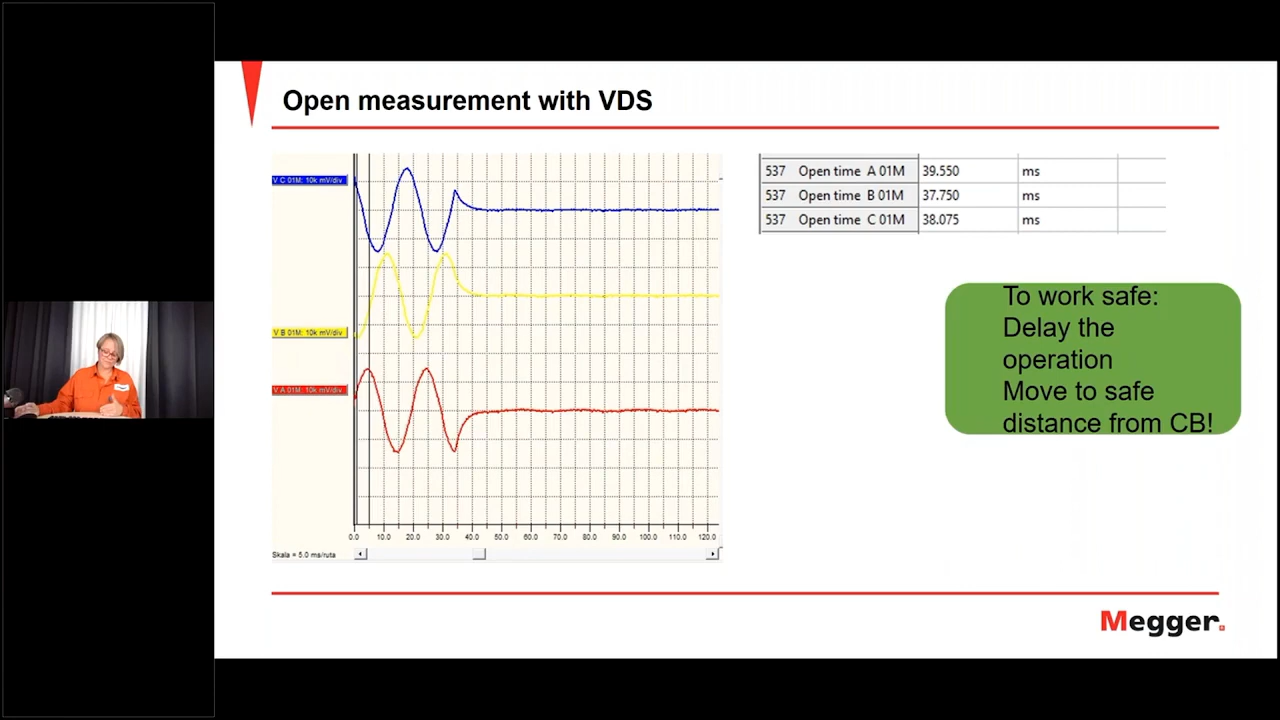 Open measurement with VDS
V C 01M: 10k mV/div
V B 01M: 10k mV/div
V A 01M: 10k mV/div
0.0 10.0 20.0 30.0 40.0 50.0 60.0 70.0 80.0 90.0 100.0 110.0 120.0
Skala = 5.0 ms/ruta
537 Open time A 01M 39.550 ms
537 Open time B 01M 37.750 ms
537 Open time C 01M 38.075 ms
To work safe:
Delay the
operation
Move to safe
distance from CB!
Megger.